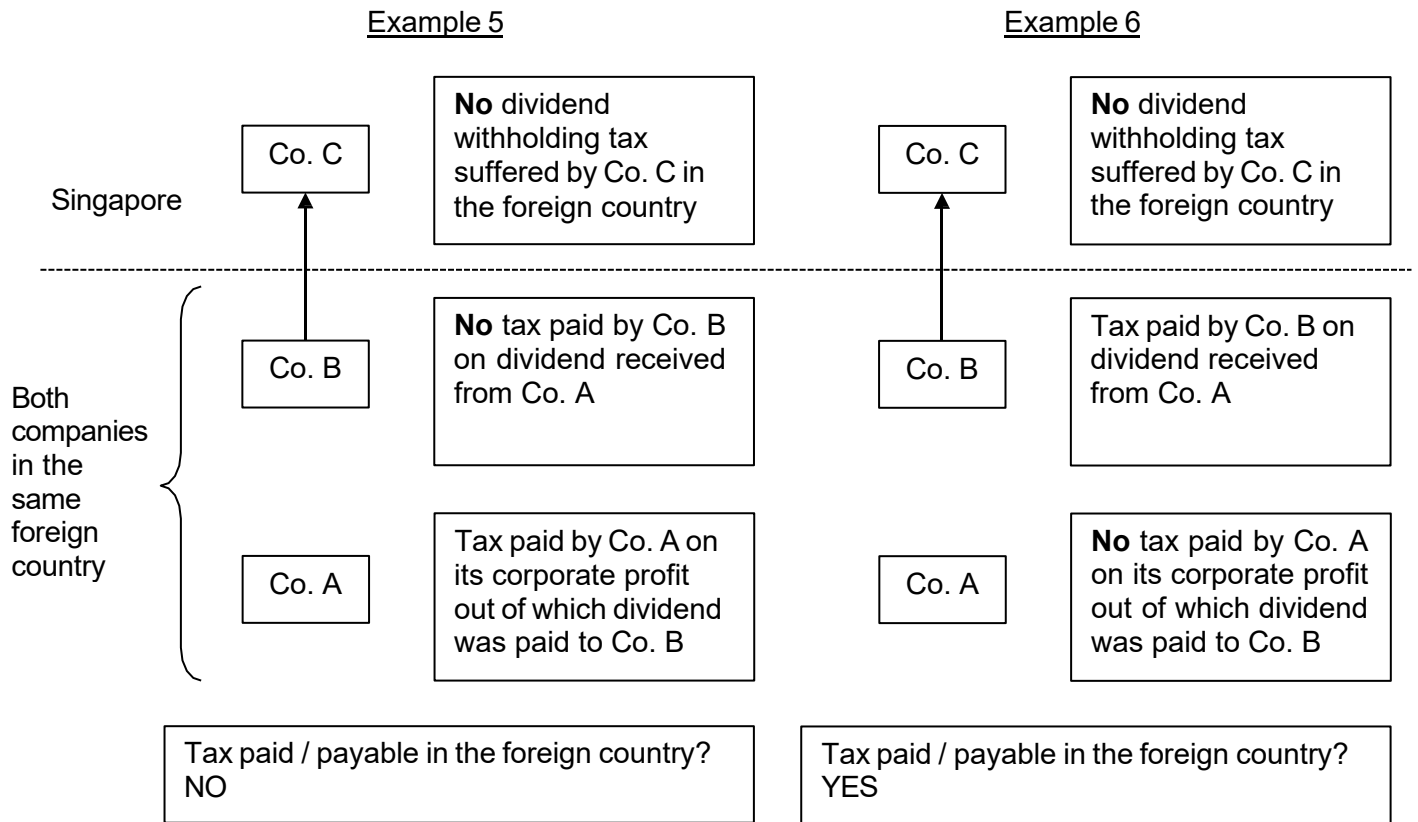 Example 5
Co. C
No dividend
withholding tax
suffered by Co. C in
the foreign country
Singapore
Co. B
No tax paid by Co. B
on dividend received
from Co. A
Both
companies
in the
same
foreign
country
Co. A
Tax paid by Co. A on
its corporate profit
out of which dividend
was paid to Co. B
Tax paid / payable in the foreign country?
NO
Example 6
Co. C
No dividend
withholding tax
suffered by Co. C in
the foreign country
Co. B
Tax paid by Co. B on
dividend received
from Co. A
Co. A
No tax paid by Co. A
on its corporate profit
out of which dividend
was paid to Co. B
Tax paid / payable in the foreign country?
YES